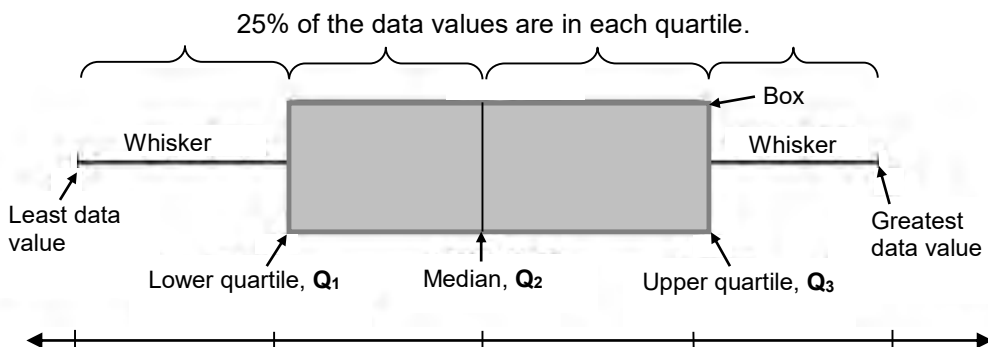 25% of the data values are in each quartile.
Box
Whisker
Whisker
Least data
value
Greatest
data value
Lower quartile, Q₁
Median, Q₂
Upper quartile, Q₃